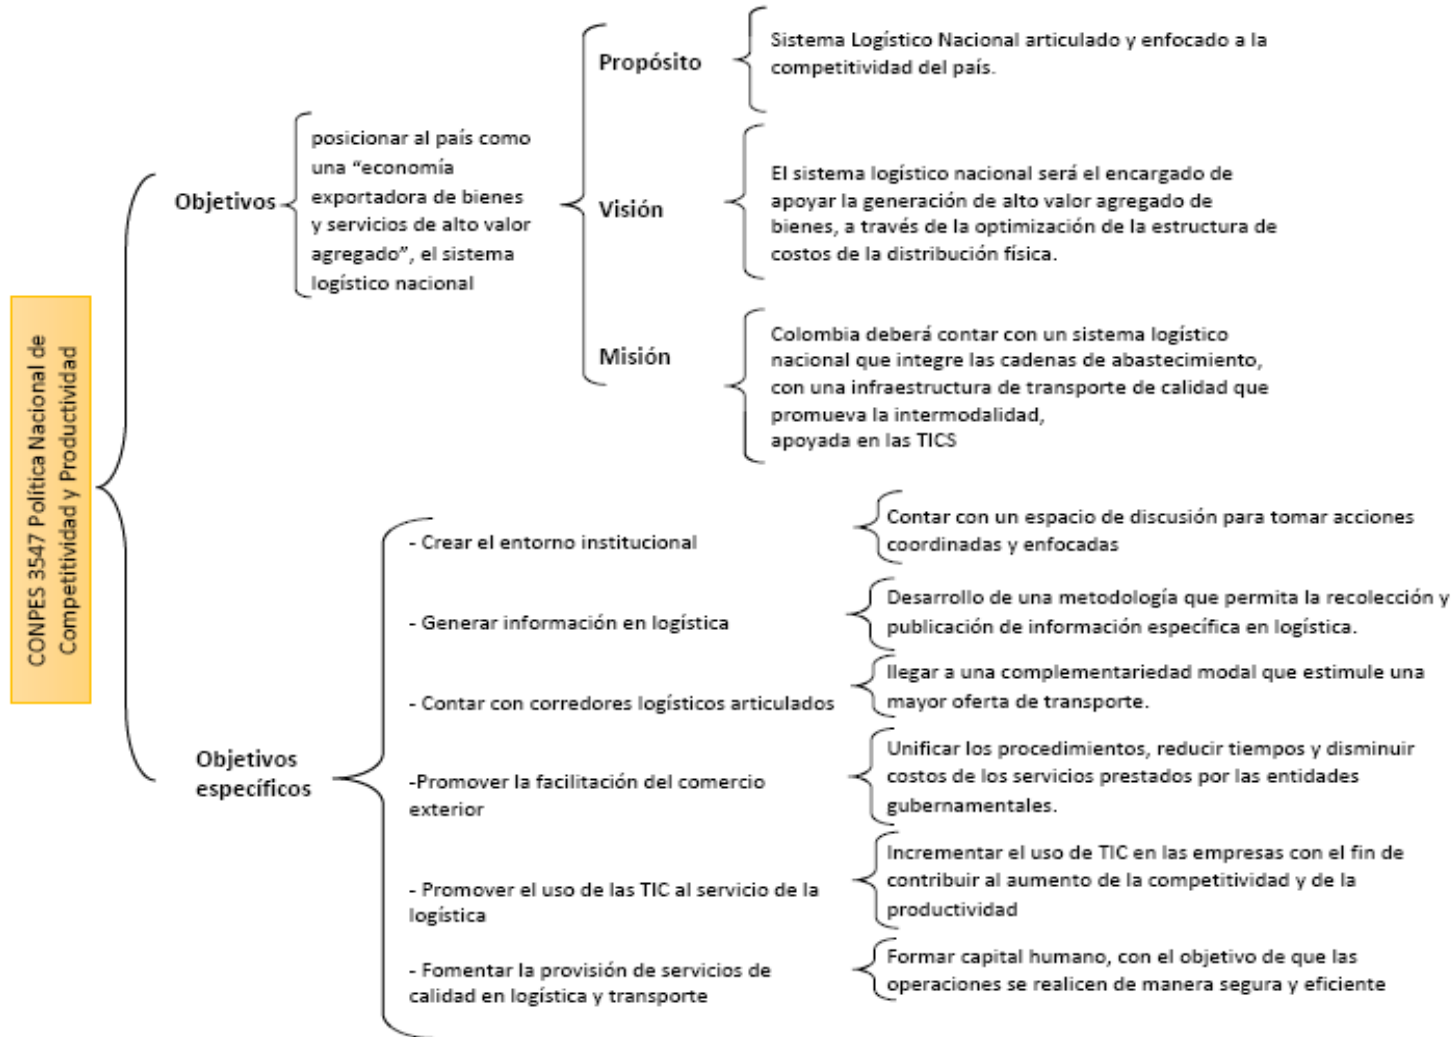 CONPES 3547 Política Nacional de
Competitividad y Productividad
Objetivos
posicionar al país como
una “economía
exportadora de bienes
y servicios de alto valor
agregado”, el sistema
logístico nacional
Propósito
Sistema Logístico Nacional articulado y enfocado a la
competitividad del país.
Visión
El sistema logístico nacional será el encargado de
apoyar la generación de alto valor agregado de
bienes, a través de la optimización de la estructura de
costos de la distribución física.
Misión
Colombia deberá contar con un sistema logístico
nacional que integre las cadenas de abastecimiento,
con una infraestructura de transporte de calidad que
promueva la intermodalidad,
apoyada en las TICS
Objetivos
específicos
- Crear el entorno institucional
Contar con un espacio de discusión para tomar acciones
coordinadas y enfocadas
- Generar información en logística
Desarrollo de una metodología que permita la recolección y
publicación de información específica en logística.
- Contar con corredores logísticos articulados
llegar a una complementariedad modal que estimule una
mayor oferta de transporte.
-Promover la facilitación del comercio
exterior
Unificar los procedimientos, reducir tiempos y disminuir
costos de los servicios prestados por las entidades
gubernamentales.
- Promover el uso de las TIC al servicio de la
logística
Incrementar el uso de TIC en las empresas con el fin de
contribuir al aumento de la competitividad y de la
productividad
- Fomentar la provisión de servicios de
calidad en logística y transporte
Formar capital humano, con el objetivo de que las
operaciones se realicen de manera segura y eficiente